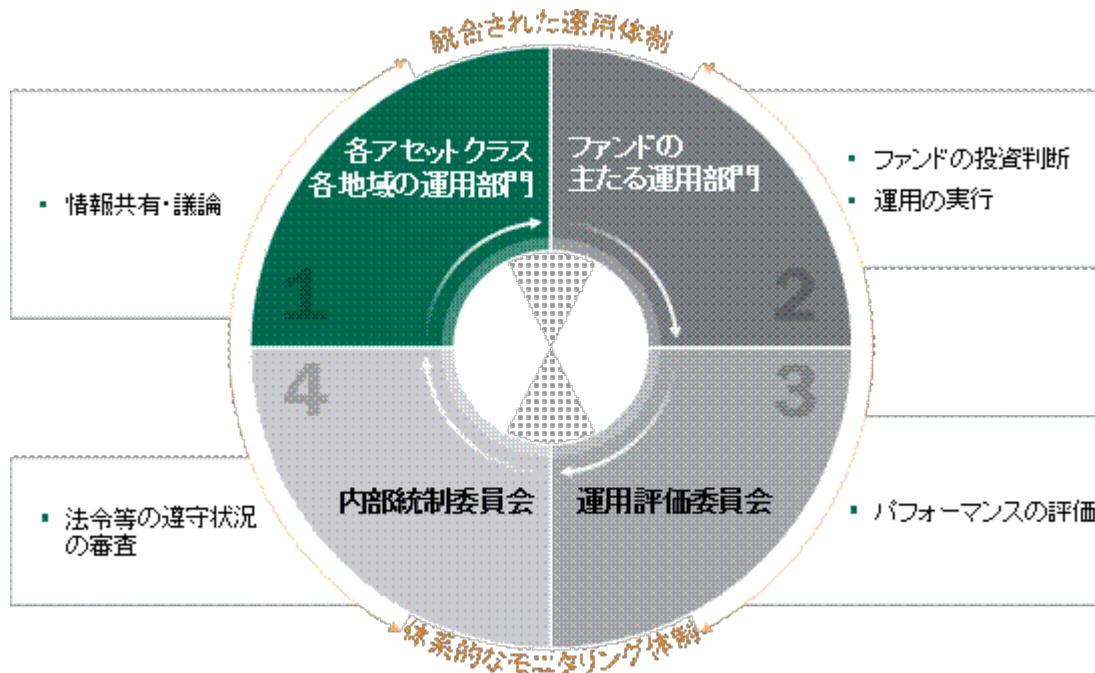 統合された運用体制
各アセットクラス
各地域の運用部門
ファンドの
主たる運用部門
▪ 情報共有・議論
▪ ファンドの投資判断
▪ 運用の実行
1
2
4
3
内部統制委員会
運用評価委員会
▪ 法令等の遵守状況
の審査
▪ パフォーマンスの評価
体系的なモニタリング体制